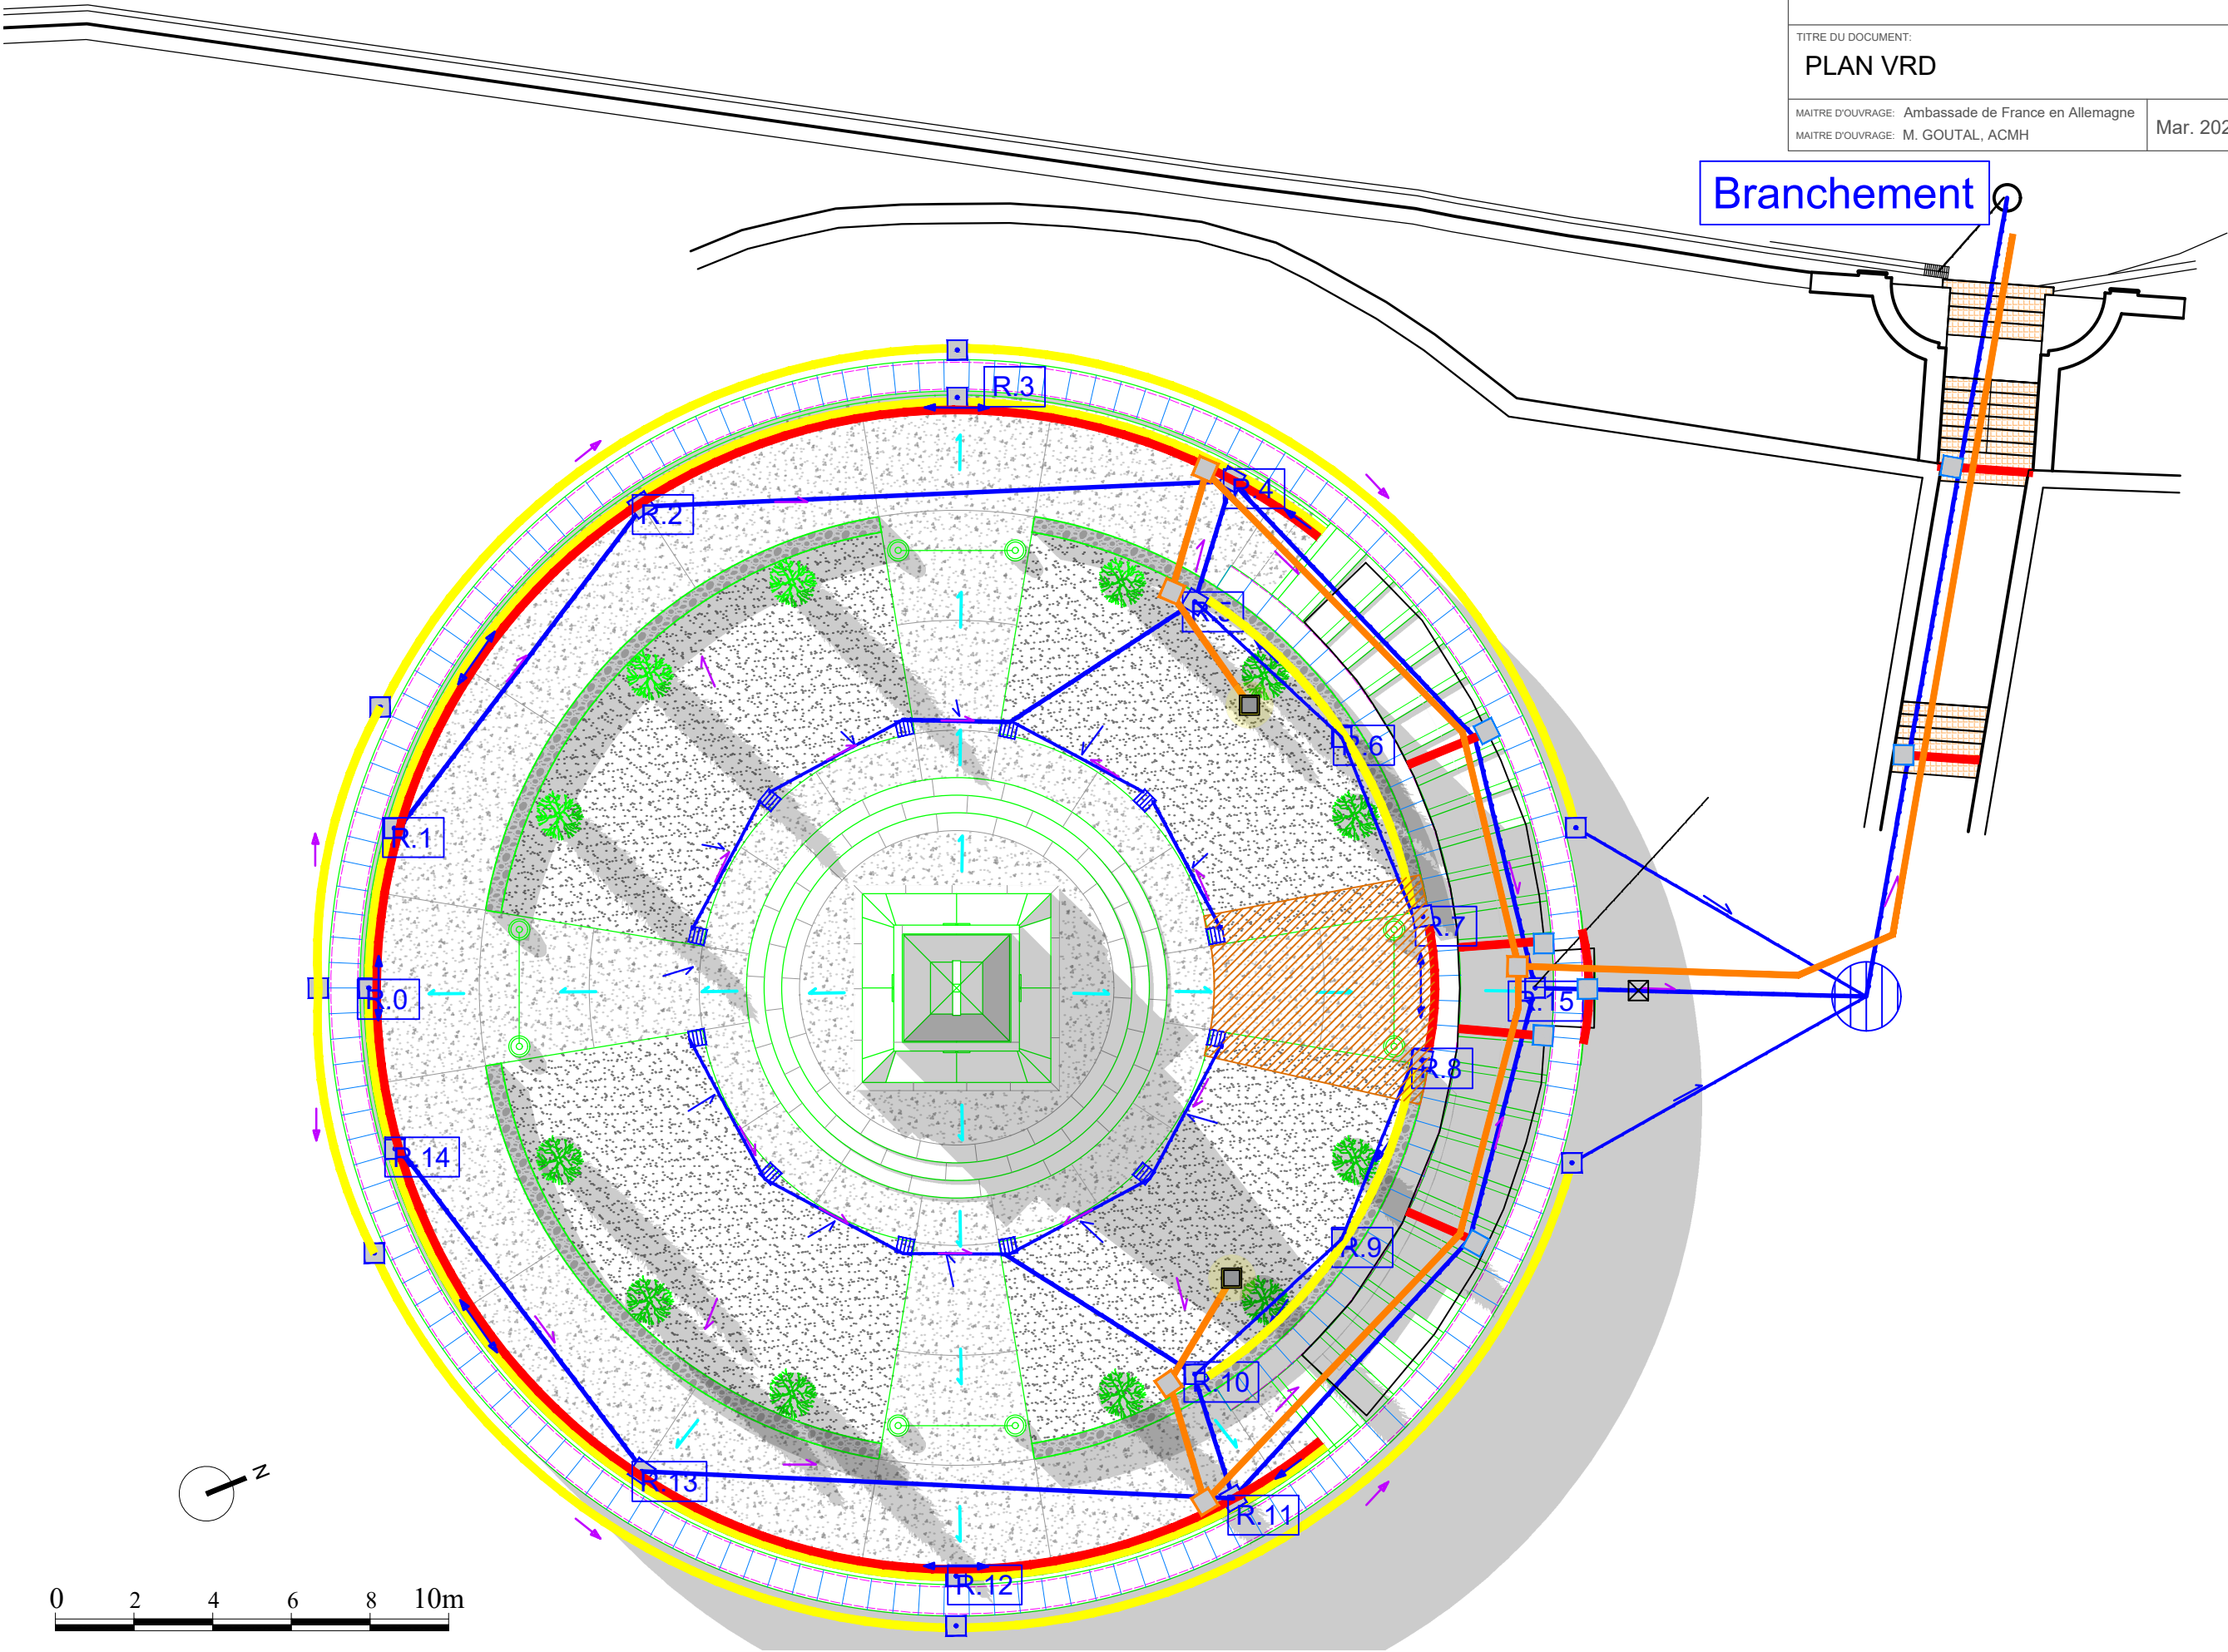 TITRE DU DOCUMENT:
PLAN VRD
MAITRE D'OUVRAGE: Ambassade de France en Allemagne
MAITRE D'OUVRAGE: M. GOUTAL, ACMH
Mar. 202
Branchement
R.3
R.4
R.2
R.5
R.6
R.1
R.7
R.0
R.15
R.8
R.14
R.9
R.10
R.13
R.11
R.12
N
0 2 4 6 8 10m